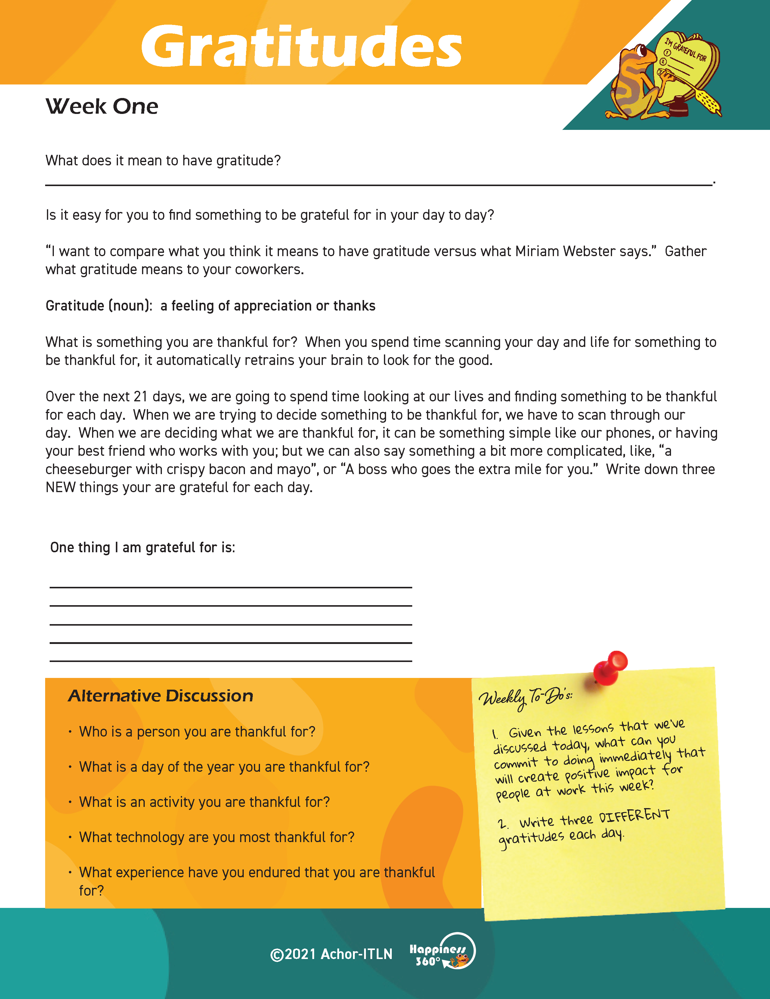 Gratitudes
I'M GRATEFUL FOR
1
2
3
Week One
What does it mean to have gratitude?
.
Is it easy for you to find something to be grateful for in your day to day?
“I want to compare what you think it means to have gratitude versus what Miriam Webster says.” Gather
what gratitude means to your coworkers.
Gratitude (noun): a feeling of appreciation or thanks
What is something you are thankful for? When you spend time scanning your day and life for something to
be thankful for, it automatically retrains your brain to look for the good.
Over the next 21 days, we are going to spend time looking at our lives and finding something to be thankful
for each day. When we are trying to decide something to be thankful for, we have to scan through our
day. When we are deciding what we are thankful for, it can be something simple like our phones, or having
your best friend who works with you; but we can also say something a bit more complicated, like, “a
cheeseburger with crispy bacon and mayo”, or “A boss who goes the extra mile for you.” Write down three
NEW things your are grateful for each day.
One thing I am grateful for is:
Alternative Discussion
• Who is a person you are thankful for?
• What is a day of the year you are thankful for?
• What is an activity you are thankful for?
• What technology are you most thankful for?
• What experience have you endured that you are thankful
for?
Weekly To-Do's:
1. Given the lessons that we've
discussed today, what can you
commit to doing immediately that
will create positive impact for
people at work this week?
2. Write three DIFFERENT
gratitudes each day.
©2021 Achor-ITLN
Happiness
360°